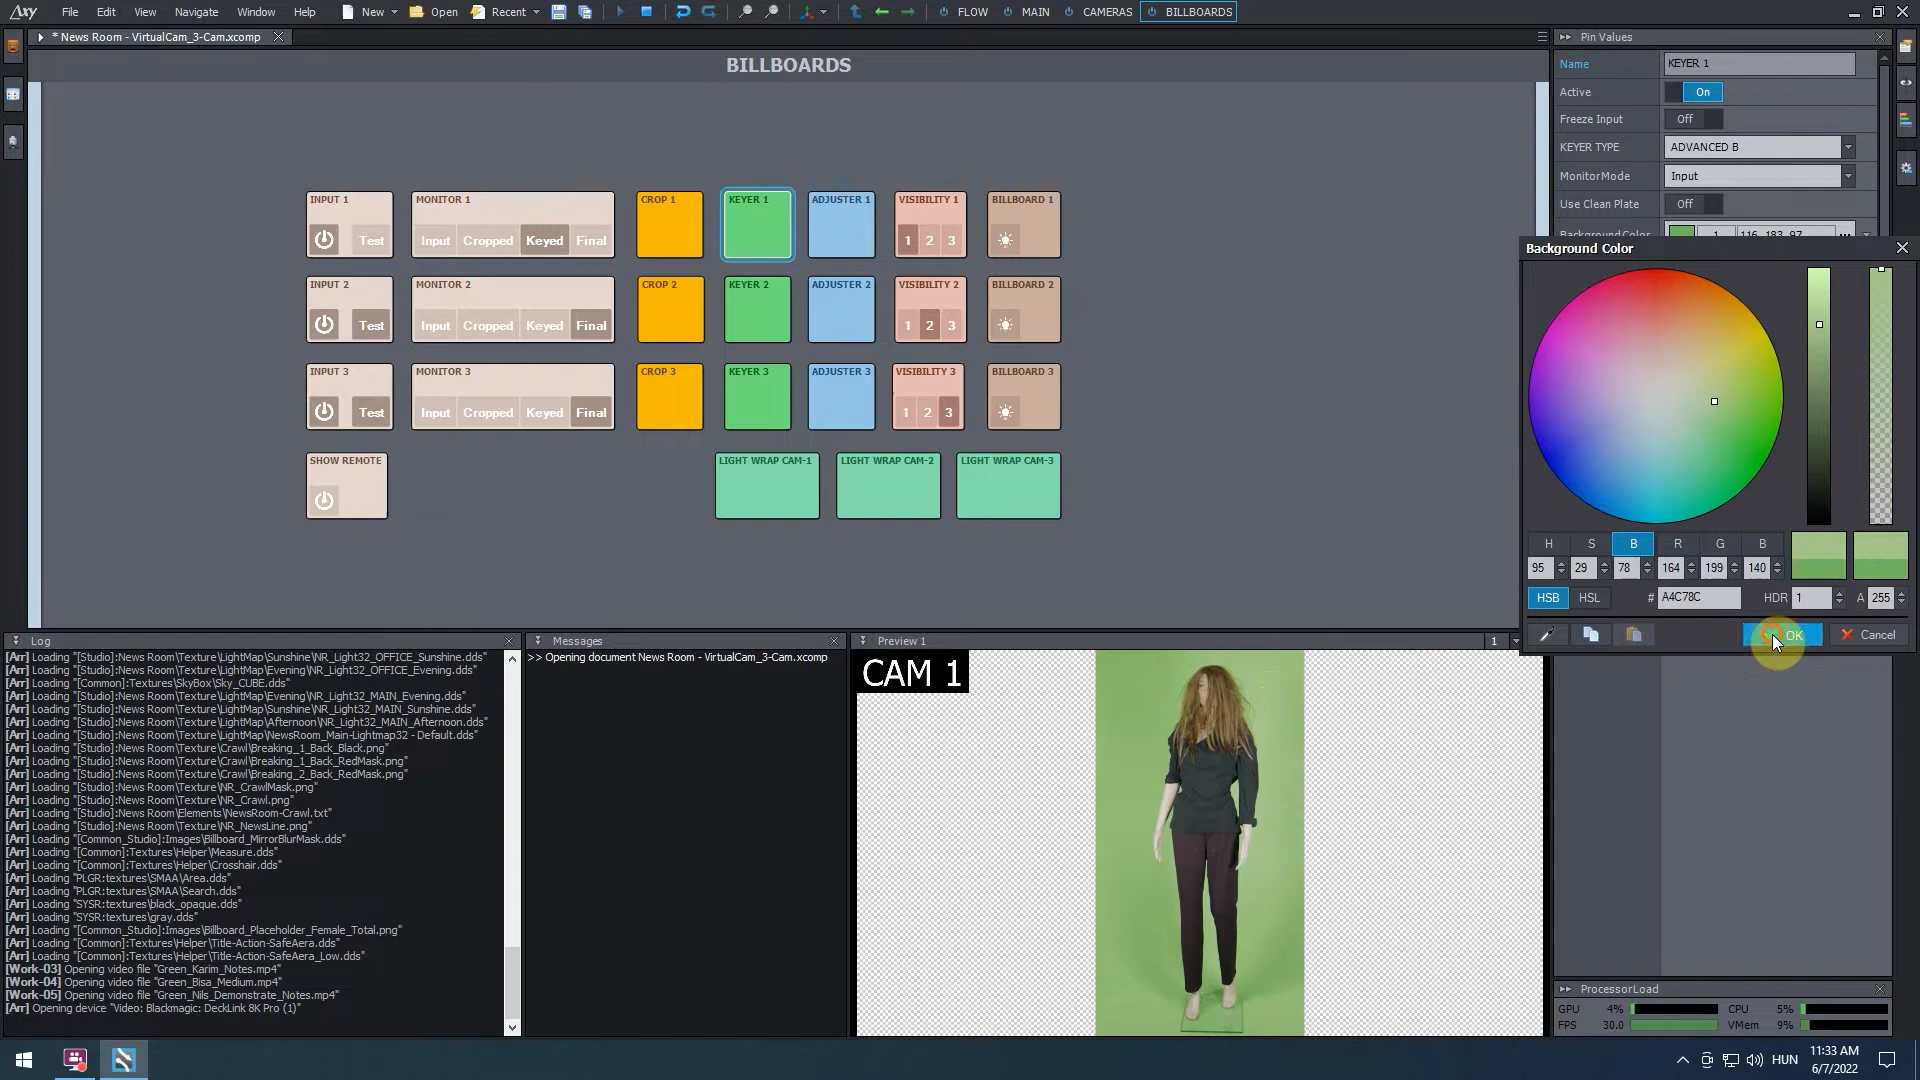 Axy File Edit View Navigate Window Help New Open Recent FLOW MAIN CAMERAS BILLBOARDS
* News Room - VirtualCam_3-Cam.xcomp
BILLBOARDS
INPUT 1 MONITOR 1 CROP 1 KEYER 1 ADJUSTER 1 VISIBILITY 1 BILLBOARD 1
Test Input Cropped Keyed Final 1 2 3
INPUT 2 MONITOR 2 CROP 2 KEYER 2 ADJUSTER 2 VISIBILITY 2 BILLBOARD 2
Test Input Cropped Keyed Final 1 2 3
INPUT 3 MONITOR 3 CROP 3 KEYER 3 ADJUSTER 3 VISIBILITY 3 BILLBOARD 3
Test Input Cropped Keyed Final 1 2 3
SHOW REMOTE LIGHT WRAP CAM-1 LIGHT WRAP CAM-2 LIGHT WRAP CAM-3
Pin Values
Name KEYER 1
Active On
Freeze Input Off
KEYER TYPE ADVANCED B
MonitorMode Input
Use Clean Plate Off
BackgroundColor 1 116, 183, 97
Background Color
H S B R G B
95 29 78 164 199 140
HSB HSL # A4C78C HDR 1 A 255
OK Cancel
Log
[Arr] Loading "[Studio]:News Room\Texture\LightMap\Sunshine\NR_Light32_OFFICE_Sunshine.dds"
[Arr] Loading "[Studio]:News Room\Texture\LightMap\Evening\NR_Light32_OFFICE_Evening.dds"
[Arr] Loading "[Common]:Textures\SkyBox\Sky_CUBE.dds"
[Arr] Loading "[Studio]:News Room\Texture\LightMap\Evening\NR_Light32_MAIN_Evening.dds"
[Arr] Loading "[Studio]:News Room\Texture\LightMap\Sunshine\NR_Light32_MAIN_Sunshine.dds"
[Arr] Loading "[Studio]:News Room\Texture\LightMap\Afternoon\NR_Light32_MAIN_Afternoon.dds"
[Arr] Loading "[Studio]:News Room\Texture\LightMap\NewsRoom_Main-Lightmap32 - Default.dds"
[Arr] Loading "[Studio]:News Room\Texture\Crawl\Breaking_1_Back_Black.png"
[Arr] Loading "[Studio]:News Room\Texture\Crawl\Breaking_1_Back_RedMask.png"
[Arr] Loading "[Studio]:News Room\Texture\Crawl\Breaking_2_Back_RedMask.png"
[Arr] Loading "[Studio]:News Room\Texture\NR_CrawlMask.png"
[Arr] Loading "[Studio]:News Room\Texture\NR_Crawl.png"
[Arr] Loading "[Studio]:News Room\Elements\NewsRoom-Crawl.txt"
[Arr] Loading "[Studio]:News Room\Texture\NR_NewsLine.png"
[Arr] Loading "[Common_Studio]:Images\Billboard_MirrorBlurMask.dds"
[Arr] Loading "[Common]:Textures\Helper\Measure.dds"
[Arr] Loading "[Common]:Textures\Helper\Crosshair.dds"
[Arr] Loading "PLGR:textures\SMAA\Area.dds"
[Arr] Loading "PLGR:textures\SMAA\Search.dds"
[Arr] Loading "SYSR:textures\black_opaque.dds"
[Arr] Loading "SYSR:textures\gray.dds"
[Arr] Loading "[Common_Studio]:Images\Billboard_Placeholder_Female_Total.png"
[Arr] Loading "[Common]:Textures\Helper\Title-Action-SafeAera.dds"
[Arr] Loading "[Common]:Textures\Helper\Title-Action-SafeAera_Low.dds"
[Work-03] Opening video file "Green_Karim_Notes.mp4"
[Work-04] Opening video file "Green_Bisa_Medium.mp4"
[Work-05] Opening video file "Green_Nils_Demonstrate_Notes.mp4"
[Arr] Opening device "Video: Blackmagic: DeckLink 8K Pro (1)"
Messages
>> Opening document News Room - VirtualCam_3-Cam.xcomp
Preview 1 1
CAM 1
ProcessorLoad
GPU 4% CPU 5%
FPS 30.0 VMem 9%
HUN 11:33 AM
6/7/2022